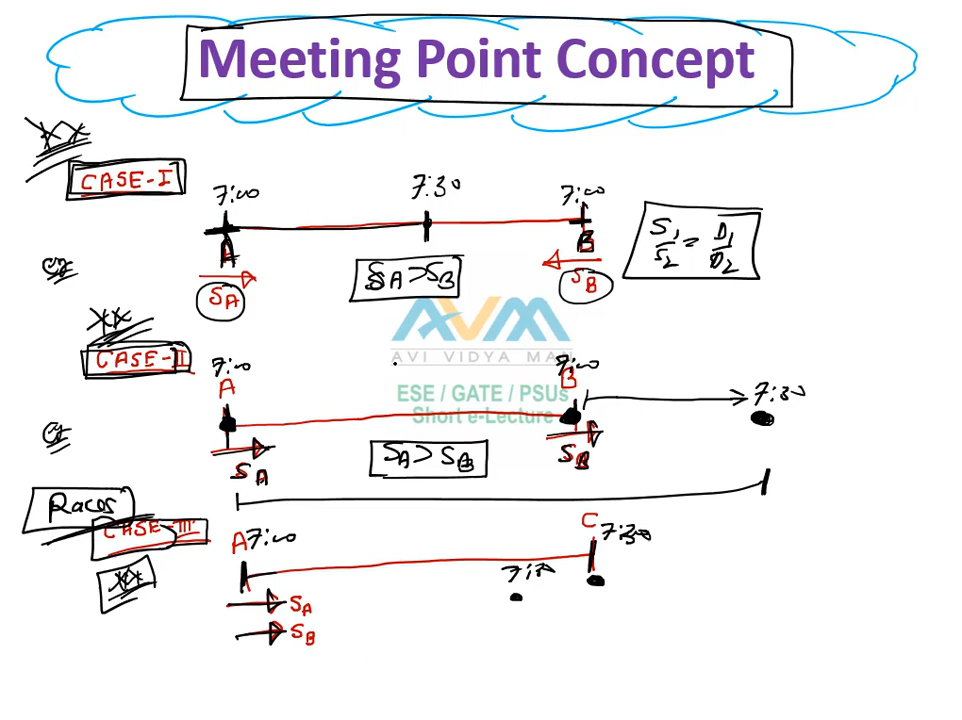 Meeting Point Concept
CASE-I
7:00 7:30 7:00
A B
S1/S2 = D1/D2
SA SA > SB SB
AVM
AVI VIDYA MA
CASE-II
7:00 7:00
A B
ESE / GATE / PSUs
Short e-Lecture
7:30
SA SA > SB SB
Races
CASE-III
A 7:00 C 7:30
7:30
SA
SB